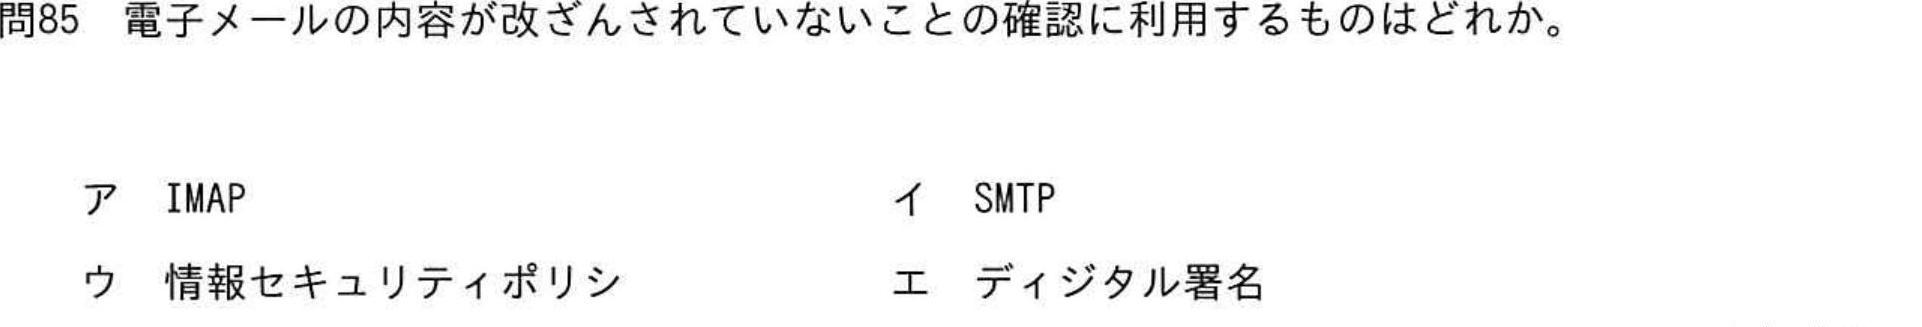 問85　電子メールの内容が改ざんされていないことの確認に利用するものはどれか。
ア　IMAP　イ　SMTP
ウ　情報セキュリティポリシ　エ　ディジタル署名